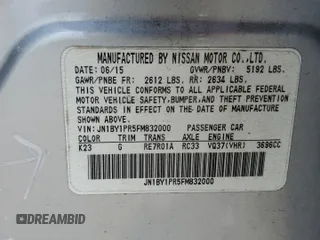 MANUFACTURED BY NISSAN MOTOR CO.,LTD.
DATE: 06/15 GVWR/PNBV: 5192 LBS.
GAWR/PNBE FR: 2612 LBS. RR: 2634 LBS.
THIS VEHICLE CONFORMS TO ALL APPLICABLE FEDERAL
MOTOR VEHICLE SAFETY,BUMPER,AND THEFT PREVENTION
STANDARDS IN EFFECT ON THE DATE OF MANUFACTURE
SHOWN ABOVE.
VIN:JN1BY1PR5FM832000 PASSENGER CAR
COLOR TRIM TRANS AXLE ENGINE
K23 G RE7R01A RC33 VQ37(VHR) 3696CC
JN1BY1PR5FM832000
DREAMBID